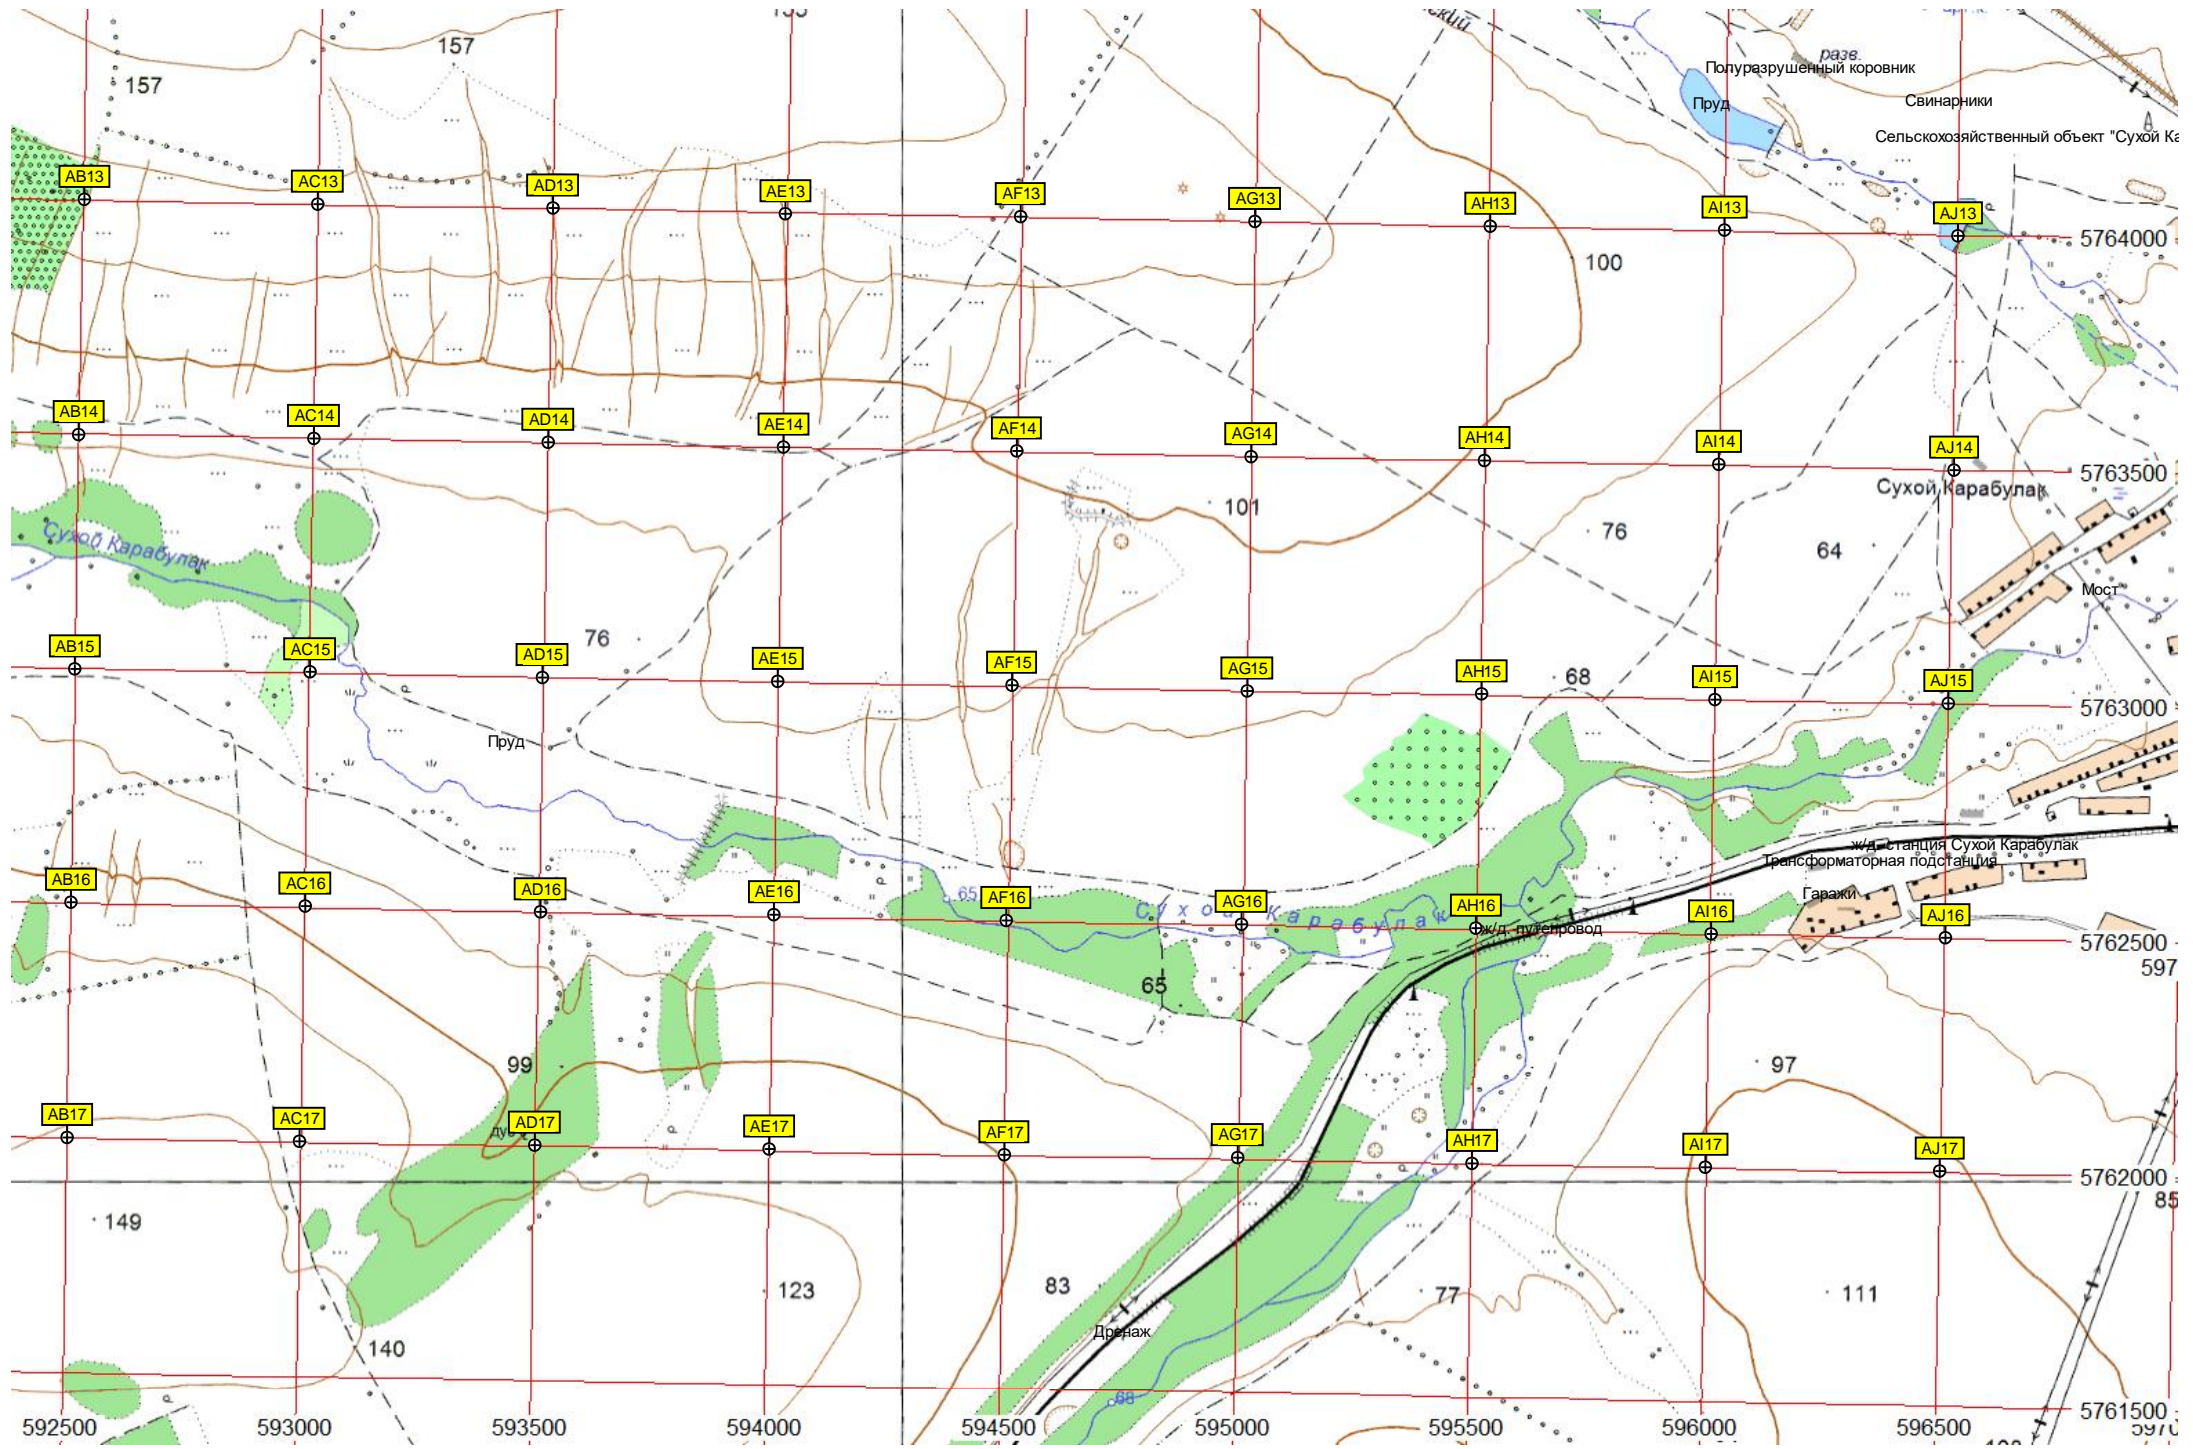 157
157
разв.
Полуразрушенный коровник
Пруд
Свинарники
Сельскохозяйственный объект "Сухой Ка
AB13
AC13
AD13
AE13
AF13
AG13
AH13
AI13
AJ13
5764000
100
AB14
AC14
AD14
AE14
AF14
AG14
AH14
AI14
AJ14
5763500
Сухой Карабулак
101
76
64
Сухой Карабулак
Мост
76
AB15
AC15
AD15
AE15
AF15
AG15
AH15
68
AI15
AJ15
5763000
Пруд
ж/д. станция Сухой Карабулак
Трансформаторная подстанция
Гаражи
AB16
AC16
AD16
AE16
65
AF16
AG16
AH16
AI16
AJ16
Сухой Карабулак
ж/д. путепровод
5762500
597
65
99
97
AB17
AC17
AD17
AE17
AF17
AG17
AH17
AI17
AJ17
5762000
85
149
123
83
77
111
Дренаж
140
68
5761500
592500
593000
593500
594000
594500
595000
595500
596000
596500